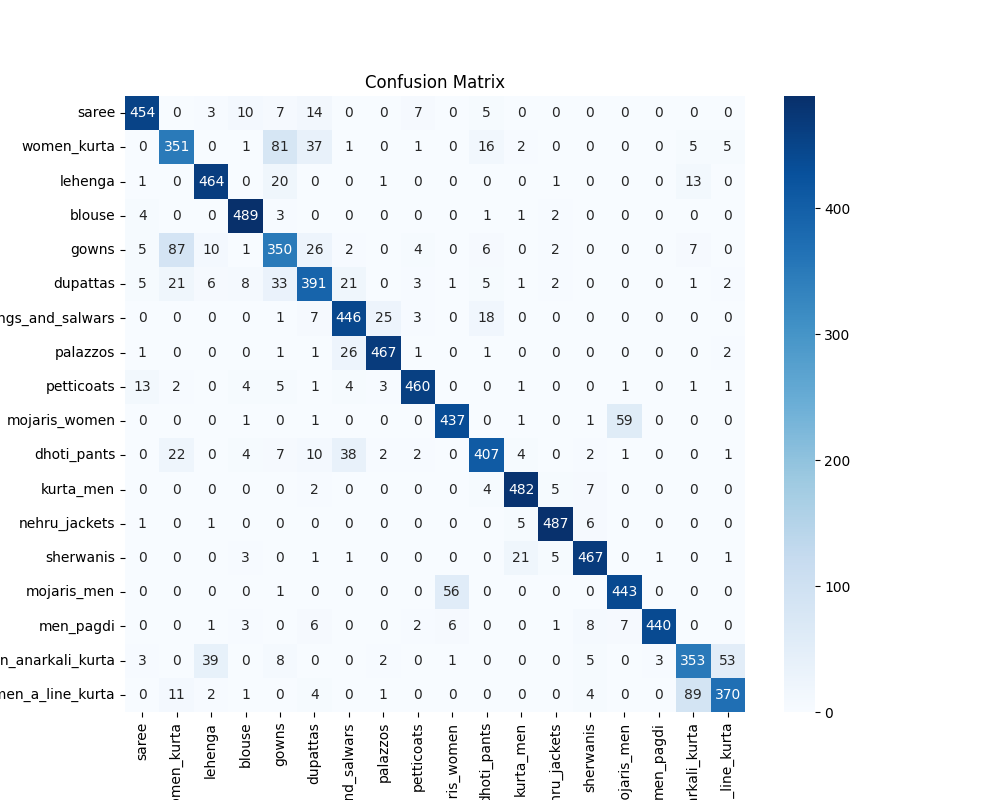 Confusion Matrix
saree 454 0 3 10 7 14 0 0 7 0 5 0 0 0 0 0 0 0
women_kurta 0 351 0 1 81 37 1 0 1 0 16 2 0 0 0 0 5 5
lehenga 1 0 464 0 20 0 0 1 0 0 0 0 1 0 0 0 13 0
blouse 4 0 0 489 3 0 0 0 0 0 1 1 2 0 0 0 0 0
gowns 5 87 10 1 350 26 2 0 4 0 6 0 2 0 0 0 7 0
dupattas 5 21 6 8 33 391 21 0 3 1 5 1 2 0 0 0 1 2
ngs_and_salwars 0 0 0 0 1 7 446 25 3 0 18 0 0 0 0 0 0 0
palazzos 1 0 0 0 1 1 26 467 1 0 1 0 0 0 0 0 0 2
petticoats 13 2 0 4 5 1 4 3 460 0 0 1 0 0 1 0 1 1
mojaris_women 0 0 0 1 0 1 0 0 0 437 0 1 0 1 59 0 0 0
dhoti_pants 0 22 0 4 7 10 38 2 2 0 407 4 0 2 1 0 0 1
kurta_men 0 0 0 0 0 2 0 0 0 0 4 482 5 7 0 0 0 0
nehru_jackets 1 0 1 0 0 0 0 0 0 0 0 5 487 6 0 0 0 0
sherwanis 0 0 0 3 0 1 1 0 0 0 0 21 5 467 0 1 0 1
mojaris_men 0 0 0 0 1 0 0 0 0 56 0 0 0 0 443 0 0 0
men_pagdi 0 0 1 3 0 6 0 0 2 6 0 0 1 8 7 440 0 0
n_anarkali_kurta 3 0 39 0 8 0 0 2 0 1 0 0 0 5 0 3 353 53
men_a_line_kurta 0 11 2 1 0 4 0 1 0 0 0 0 0 4 0 0 89 370
saree
omen_kurta
lehenga
blouse
gowns
dupattas
nd_salwars
palazzos
petticoats
ris_women
dhoti_pants
kurta_men
hru_jackets
sherwanis
ojaris_men
men_pagdi
arkali_kurta
_line_kurta
400
300
200
100
0